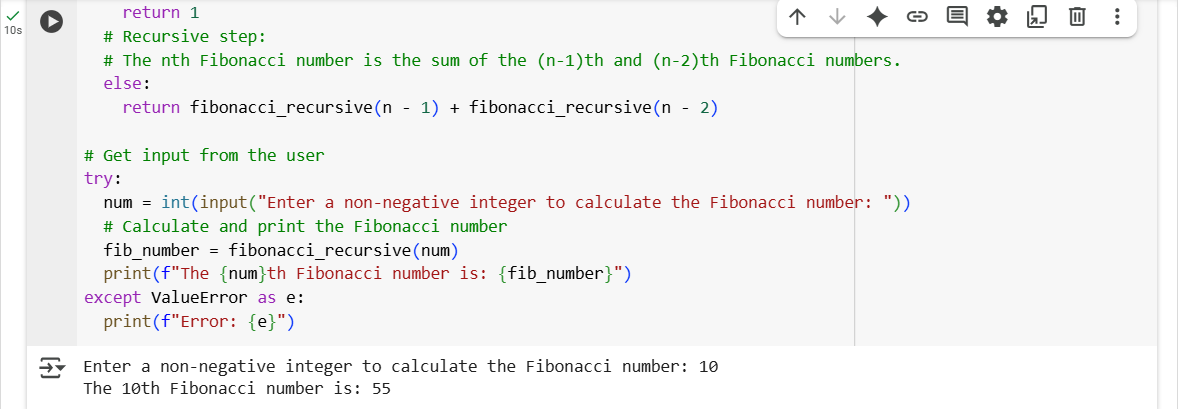 10s
    return 1
  # Recursive step:
  # The nth Fibonacci number is the sum of the (n-1)th and (n-2)th Fibonacci numbers.
  else:
    return fibonacci_recursive(n - 1) + fibonacci_recursive(n - 2)

# Get input from the user
try:
  num = int(input("Enter a non-negative integer to calculate the Fibonacci number: "))
  # Calculate and print the Fibonacci number
  fib_number = fibonacci_recursive(num)
  print(f"The {num}th Fibonacci number is: {fib_number}")
except ValueError as e:
  print(f"Error: {e}")
Enter a non-negative integer to calculate the Fibonacci number: 10
The 10th Fibonacci number is: 55